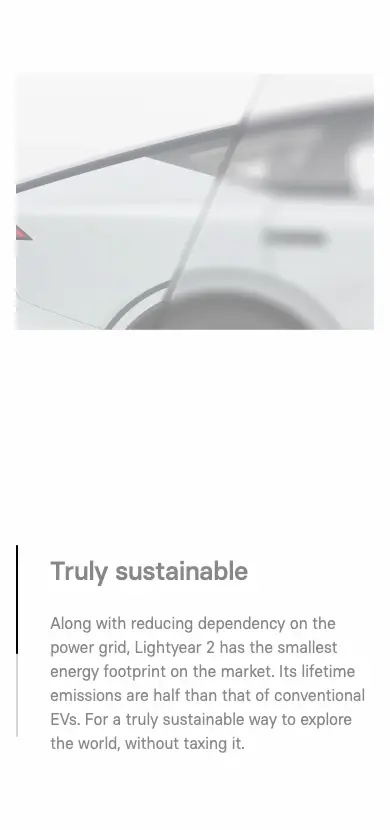 Truly sustainable
Along with reducing dependency on the
power grid, Lightyear 2 has the smallest
energy footprint on the market. Its lifetime
emissions are half than that of conventional
EVs. For a truly sustainable way to explore
the world, without taxing it.